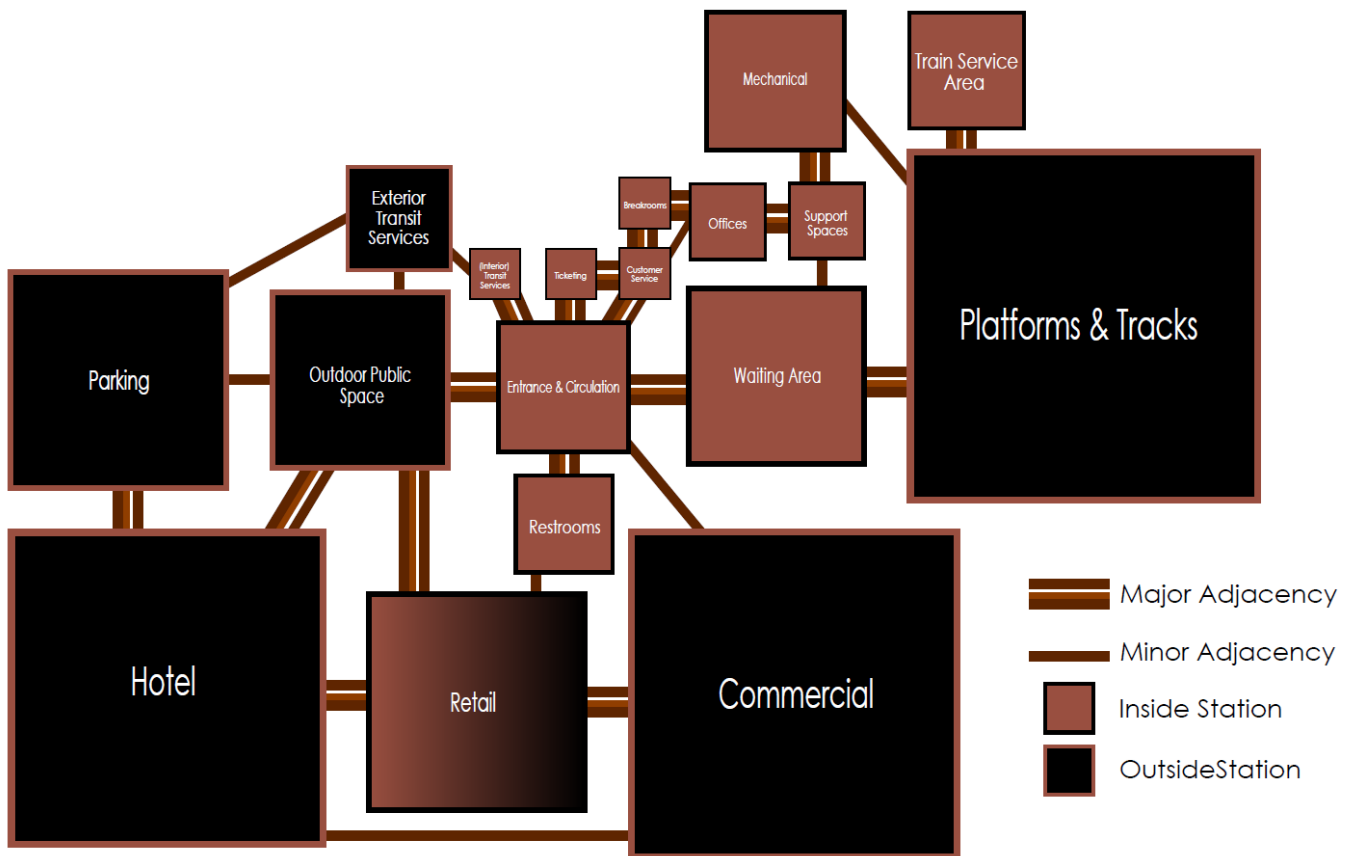 Mechanical
Train Service
Area
Exterior
Transit
Services
Breakrooms
Offices
Support
Spaces
(Interior)
Transit
Services
Ticketing
Customer
Service
Parking
Outdoor Public
Space
Entrance & Circulation
Waiting Area
Platforms & Tracks
Restrooms
Hotel
Retail
Commercial
Major Adjacency
Minor Adjacency
Inside Station
OutsideStation